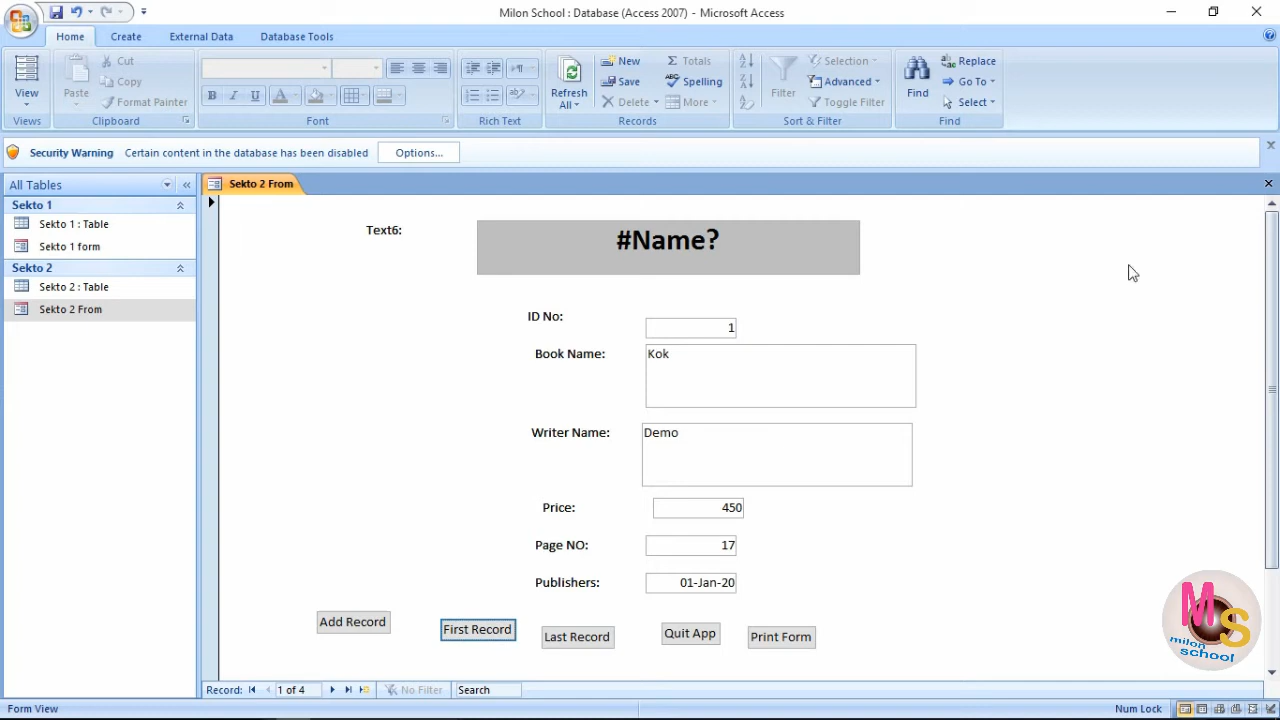 Milon School : Database (Access 2007) - Microsoft Access
Home Create External Data Database Tools
View
Views
Paste
Cut
Copy
Format Painter
Clipboard
B I U A
Font
Rich Text
Refresh All
New
Save
Delete
Totals
Spelling
More
Records
Filter
Selection
Advanced
Toggle Filter
Sort & Filter
Find
Replace
Go To
Select
Find
Security Warning Certain content in the database has been disabled Options...
All Tables
Sekto 1
Sekto 1 : Table
Sekto 1 form
Sekto 2
Sekto 2 : Table
Sekto 2 From
Sekto 2 From
Text6: #Name?
ID No: 1
Book Name: Kok
Writer Name: Demo
Price: 450
Page NO: 17
Publishers: 01-Jan-20
Add Record First Record Last Record Quit App Print Form
MS
milon
school
Record: 1 of 4 No Filter Search
Form View Num Lock